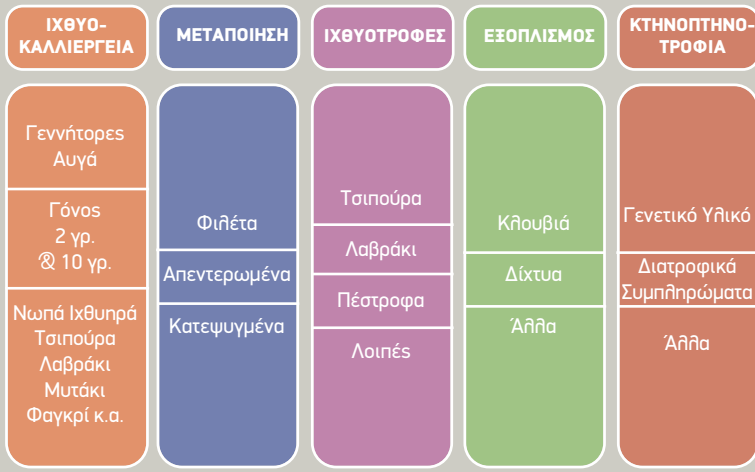 ΙΧΘΥΟ-
ΚΑΛΛΙΕΡΓΕΙΑ
ΜΕΤΑΠΟΙΗΣΗ
ΙΧΘΥΟΤΡΟΦΕΣ
ΕΞΟΠΛΙΣΜΟΣ
ΚΤΗΝΟΠΤΗΝΟ-
ΤΡΟΦΙΑ
Γεννήτορες
Αυγά
Γόνος
2 γρ.
& 10 γρ.
Νωπά Ιχθυηρά
Τσιπούρα
Λαβράκι
Μυτάκι
Φαγκρί κ.α.
Φιλέτα
Απεντερωμένα
Κατεψυγμένα
Τσιπούρα
Λαβράκι
Πέστροφα
Λοιπές
Κλουβιά
Δίχτυα
Άλλα
Γενετικό Υλικό
Διατροφικά
Συμπληρώματα
Άλλα